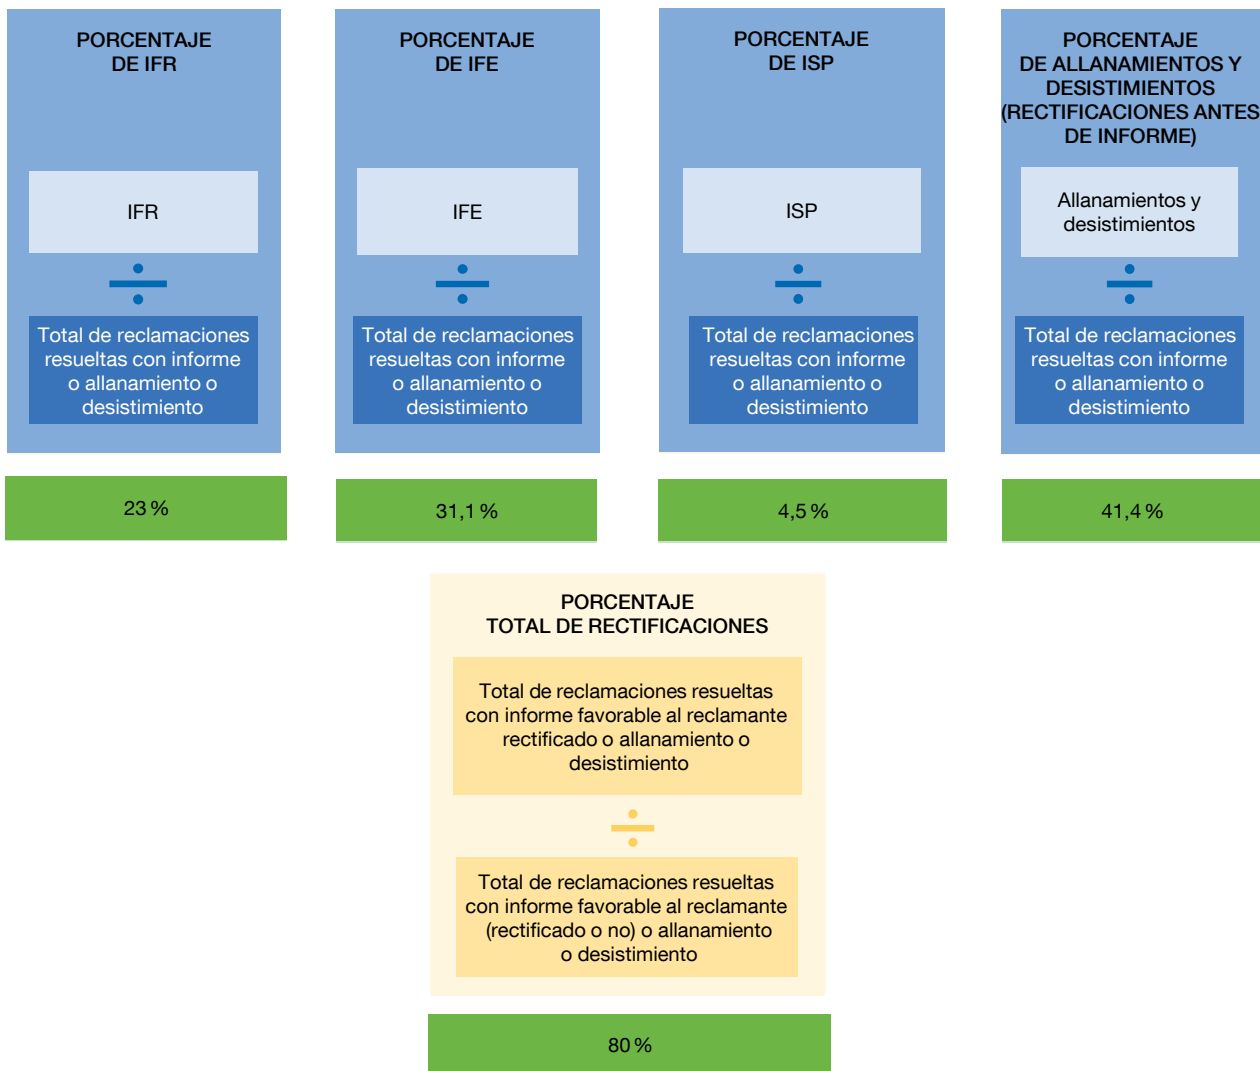 PORCENTAJE
DE IFR
IFR
Total de reclamaciones
resueltas con informe
o allanamiento o
desistimiento
23 %
PORCENTAJE
DE IFE
IFE
Total de reclamaciones
resueltas con informe
o allanamiento o
desistimiento
31,1 %
PORCENTAJE
DE ISP
ISP
Total de reclamaciones
resueltas con informe
o allanamiento o
desistimiento
4,5 %
PORCENTAJE
DE ALLANAMIENTOS Y
DESISTIMIENTOS
(RECTIFICACIONES ANTES
DE INFORME)
Allanamientos y
desistimientos
Total de reclamaciones
resueltas con informe
o allanamiento o
desistimiento
41,4 %
PORCENTAJE
TOTAL DE RECTIFICACIONES
Total de reclamaciones resueltas
con informe favorable al reclamante
rectificado o allanamiento o
desistimiento
Total de reclamaciones resueltas
con informe favorable al reclamante
(rectificado o no) o allanamiento
o desistimiento
80 %